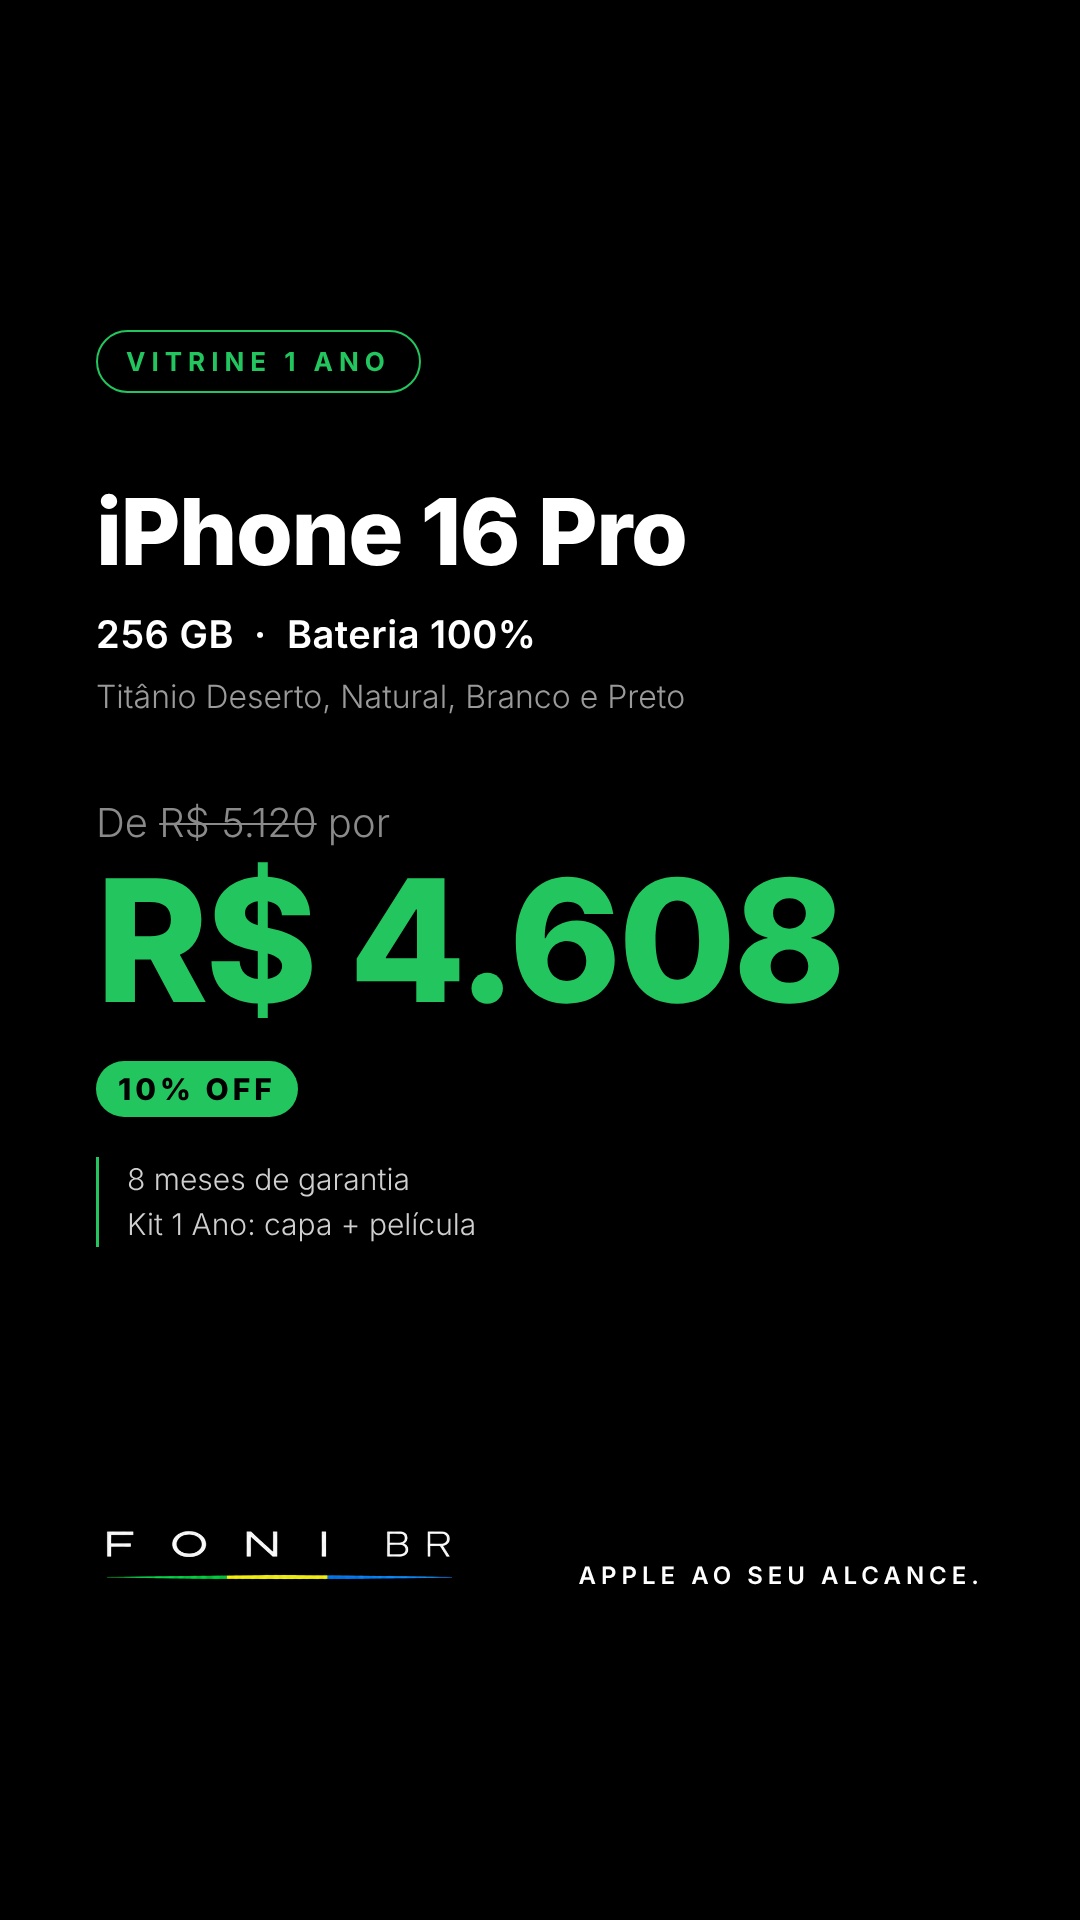 VITRINE 1 ANO
iPhone 16 Pro
256 GB · Bateria 100%
Titânio Deserto, Natural, Branco e Preto
De R$ 5.120 por
R$ 4.608
10% OFF
8 meses de garantia
Kit 1 Ano: capa + película
FONI BR
APPLE AO SEU ALCANCE.